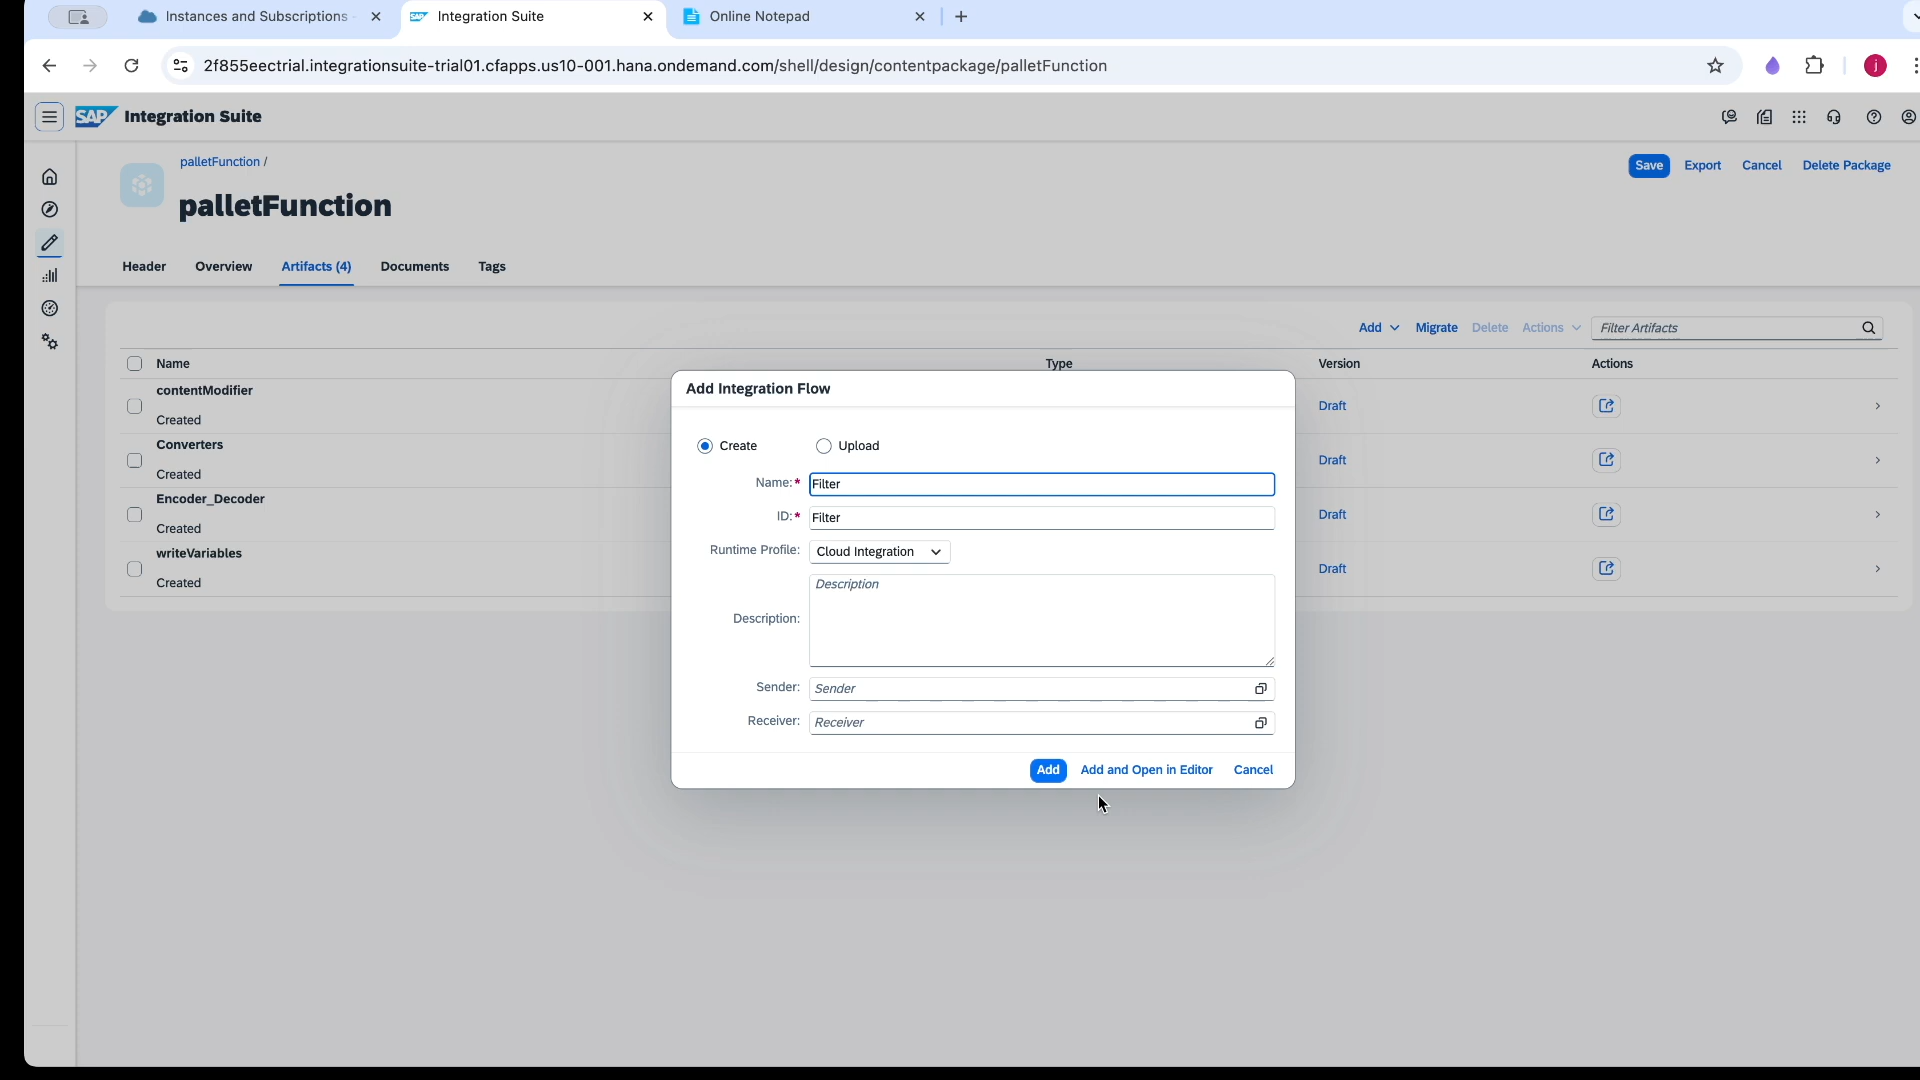 Instances and Subscriptions
Integration Suite
Online Notepad
2f855eectrial.integrationsuite-trial01.cfapps.us10-001.hana.ondemand.com/shell/design/contentpackage/palletFunction
j
SAP Integration Suite
palletFunction /
palletFunction
Save Export Cancel Delete Package
Header Overview Artifacts (4) Documents Tags
Add Migrate Delete Actions Filter Artifacts
Name Type Version Actions
contentModifier
Created
Draft
Converters
Created
Draft
Encoder_Decoder
Created
Draft
writeVariables
Created
Draft
Add Integration Flow
Create Upload
Name:* Filter
ID:* Filter
Runtime Profile: Cloud Integration
Description: Description
Sender: Sender
Receiver: Receiver
Add Add and Open in Editor Cancel